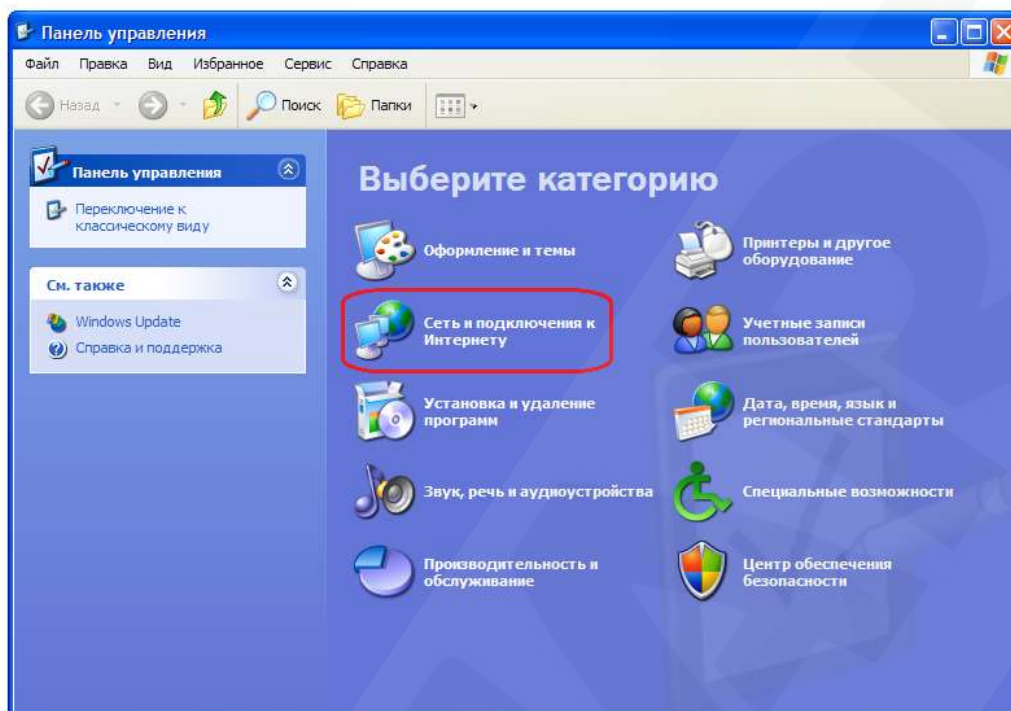 Панель управления
Файл Правка Вид Избранное Сервис Справка
Назад Поиск Папки
Панель управления
Переключение к
классическому виду
См. также
Windows Update
Справка и поддержка
Выберите категорию
Оформление и темы
Принтеры и другое
оборудование
Сеть и подключения к
Интернету
Учетные записи
пользователей
Установка и удаление
программ
Дата, время, язык и
региональные стандарты
Звук, речь и аудиоустройства
Специальные возможности
Производительность и
обслуживание
Центр обеспечения
безопасности